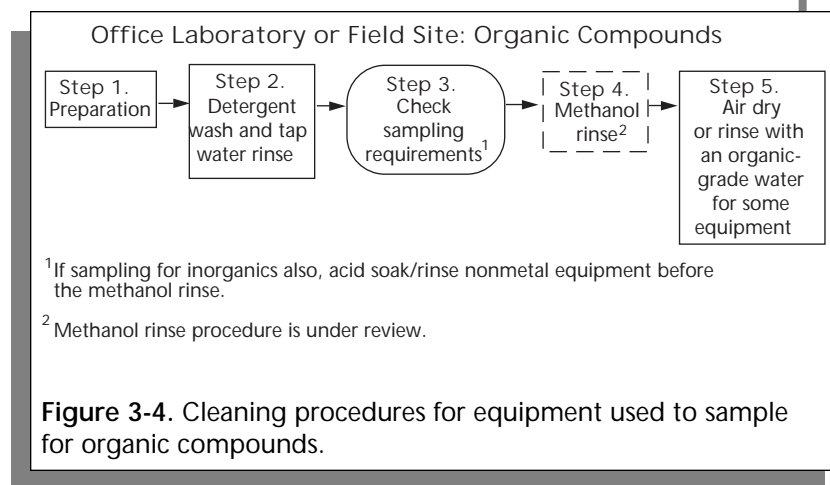 Office Laboratory or Field Site: Organic Compounds
Step 1.
Preparation
Step 2.
Detergent
wash and tap
water rinse
Step 3.
Check
sampling
requirements1
Step 4.
Methanol
rinse2
Step 5.
Air dry
or rinse with
an organic-
grade water
for some
equipment
1If sampling for inorganics also, acid soak/rinse nonmetal equipment before
the methanol rinse.
2 Methanol rinse procedure is under review.
Figure 3-4. Cleaning procedures for equipment used to sample
for organic compounds.